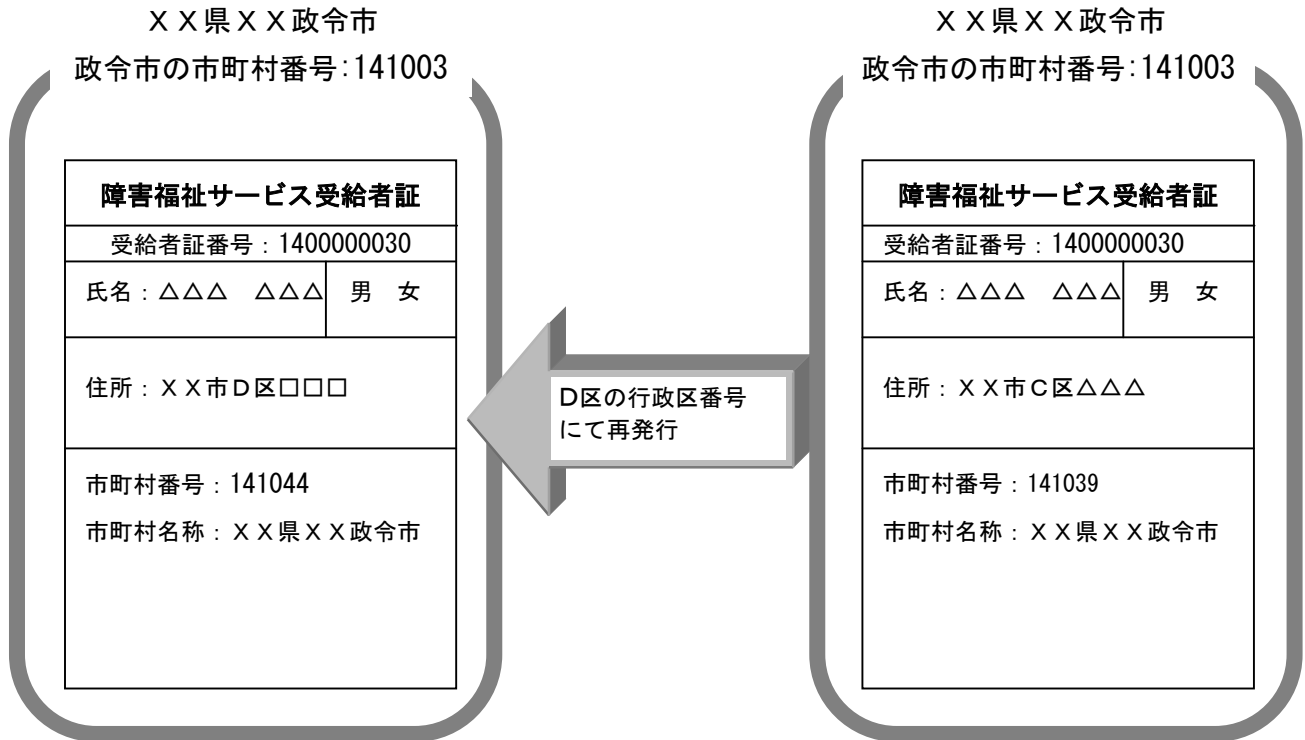 ＸＸ県ＸＸ政令市
政令市の市町村番号：141003
障害福祉サービス受給者証
受給者証番号：1400000030
氏名：△△△　△△△
男　女
住所：ＸＸ市Ｄ区□□□
市町村番号：141044
市町村名称：ＸＸ県ＸＸ政令市
D区の行政区番号
にて再発行
ＸＸ県ＸＸ政令市
政令市の市町村番号：141003
障害福祉サービス受給者証
受給者証番号：1400000030
氏名：△△△　△△△
男　女
住所：ＸＸ市Ｃ区△△△
市町村番号：141039
市町村名称：ＸＸ県ＸＸ政令市